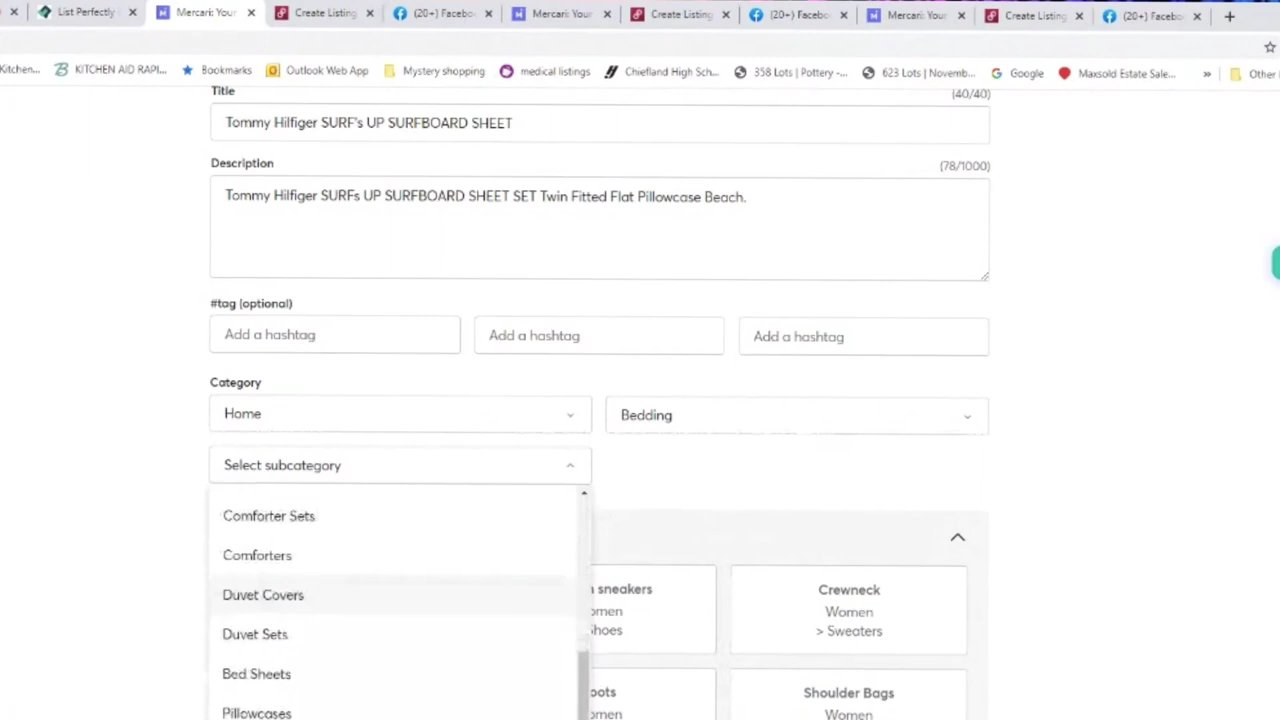 List Perfectly
Mercari: Your
Create Listing
(20+) Facebo
Mercari: Your
Create Listing
(20+) Facebo
Mercari: Your
Create Listing
(20+) Facebo
Kitchen...
KITCHEN AID RAPI...
Bookmarks
Outlook Web App
Mystery shopping
medical listings
Chiefland High Sch...
358 Lots | Pottery -...
623 Lots | Novemb...
Google
Maxsold Estate Sale...
»
Other
Title
(40/40)
Tommy Hilfiger SURF's UP SURFBOARD SHEET
Description
(78/1000)
Tommy Hilfiger SURFs UP SURFBOARD SHEET SET Twin Fitted Flat Pillowcase Beach.
#tag (optional)
Add a hashtag
Add a hashtag
Add a hashtag
Category
Home
Bedding
Select subcategory
Comforter Sets
Comforters
Duvet Covers
Duvet Sets
Bed Sheets
Pillowcases
sneakers
omen
Shoes
Crewneck
Women
> Sweaters
oots
omen
Shoulder Bags
Women